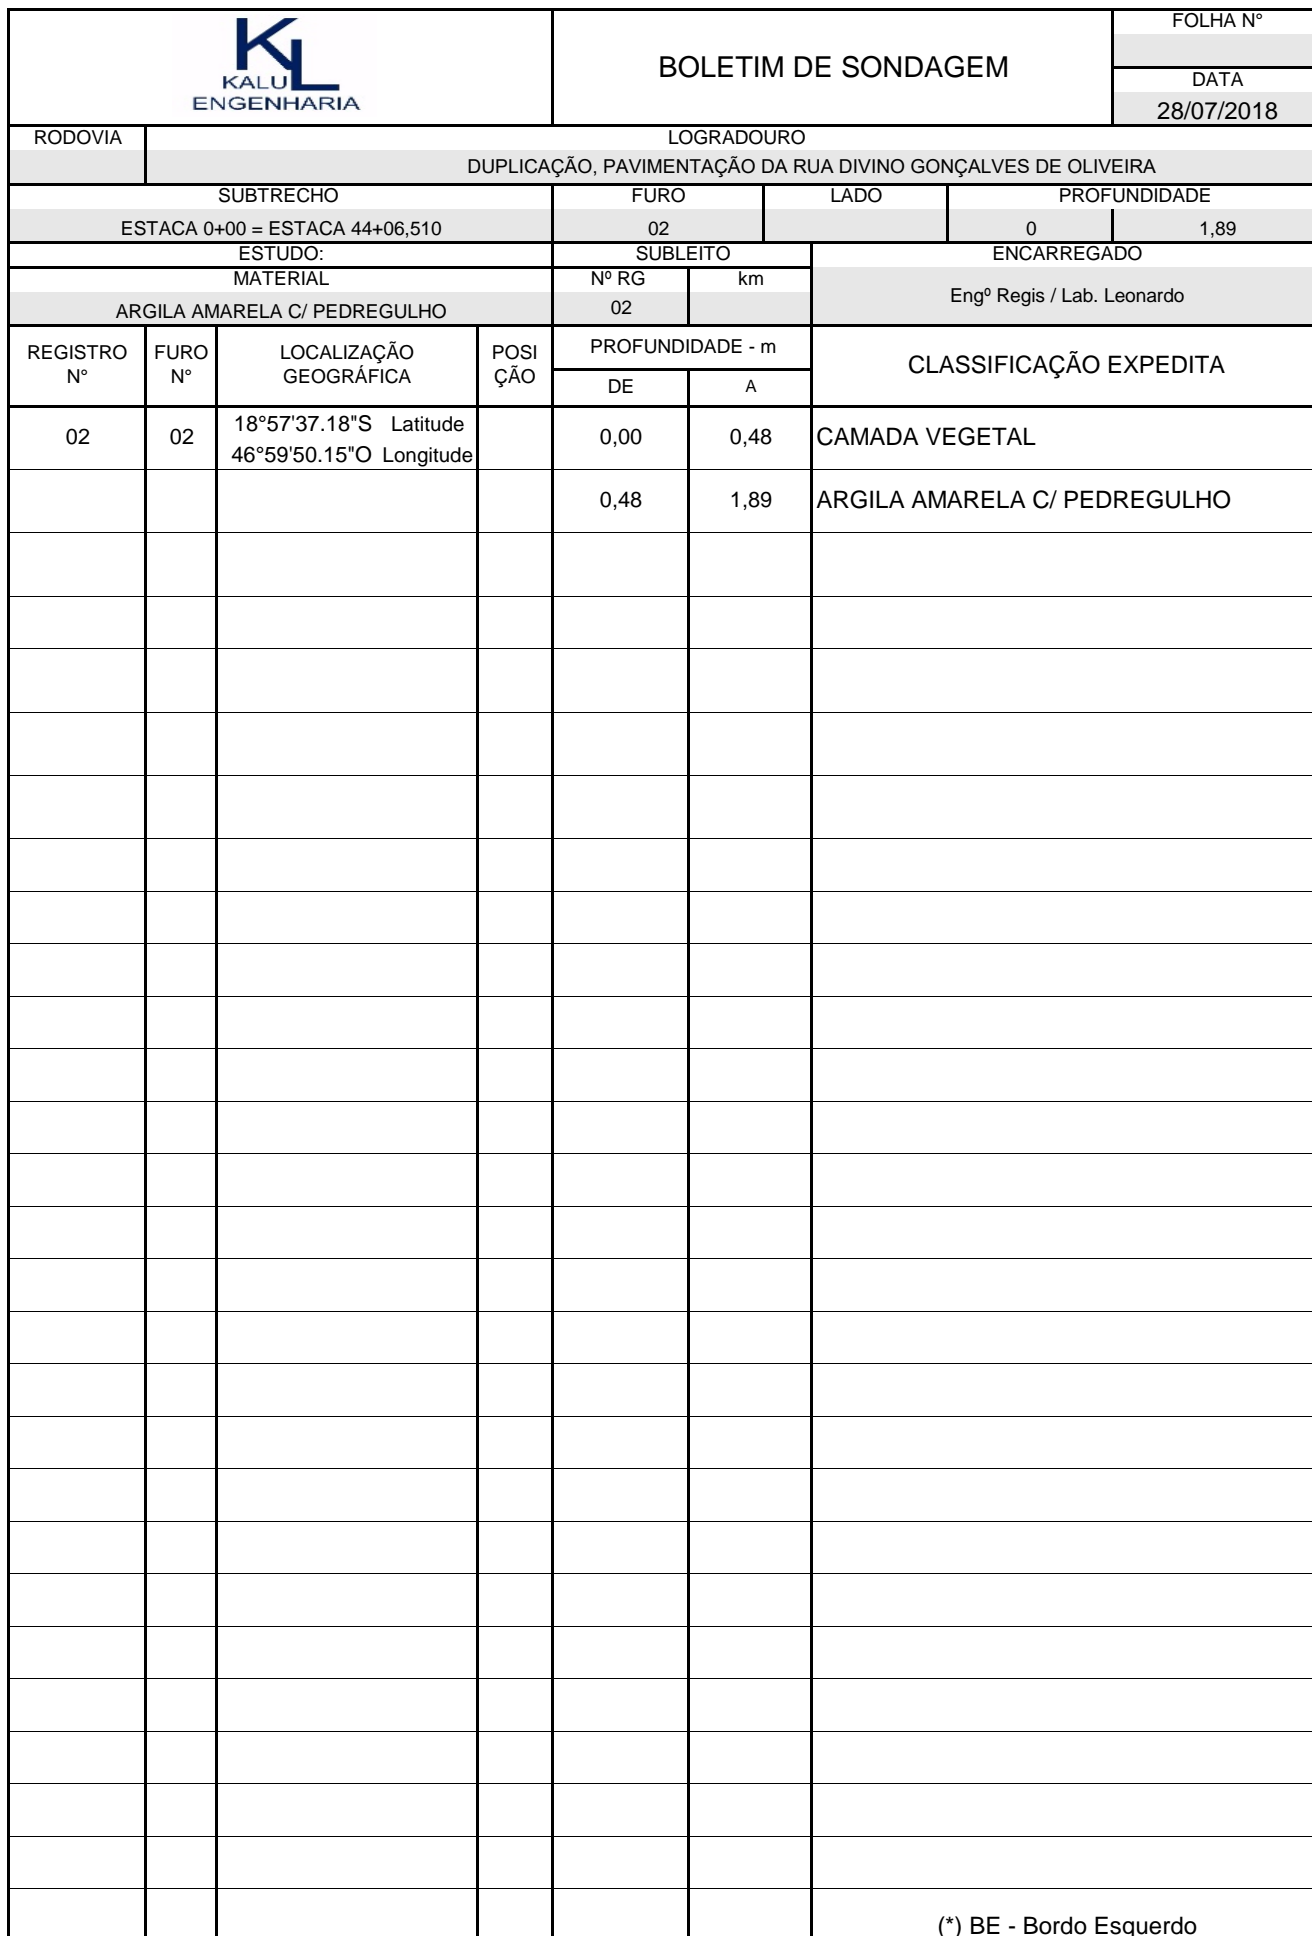 KL
KALU
ENGENHARIA
BOLETIM DE SONDAGEM
FOLHA N°
DATA
28/07/2018
RODOVIA
LOGRADOURO
DUPLICAÇÃO, PAVIMENTAÇÃO DA RUA DIVINO GONÇALVES DE OLIVEIRA
SUBTRECHO FURO LADO PROFUNDIDADE
ESTACA 0+00 = ESTACA 44+06,510 02 0 1,89
ESTUDO: SUBLEITO ENCARREGADO
MATERIAL Nº RG km
ARGILA AMARELA C/ PEDREGULHO 02
Engº Regis / Lab. Leonardo
REGISTRO N°
FURO N°
LOCALIZAÇÃO GEOGRÁFICA
POSI ÇÃO
PROFUNDIDADE - m
DE A
CLASSIFICAÇÃO EXPEDITA
02 02 18°57'37.18"S Latitude
46°59'50.15"O Longitude
0,00 0,48 CAMADA VEGETAL
0,48 1,89 ARGILA AMARELA C/ PEDREGULHO
(*) BE - Bordo Esquerdo